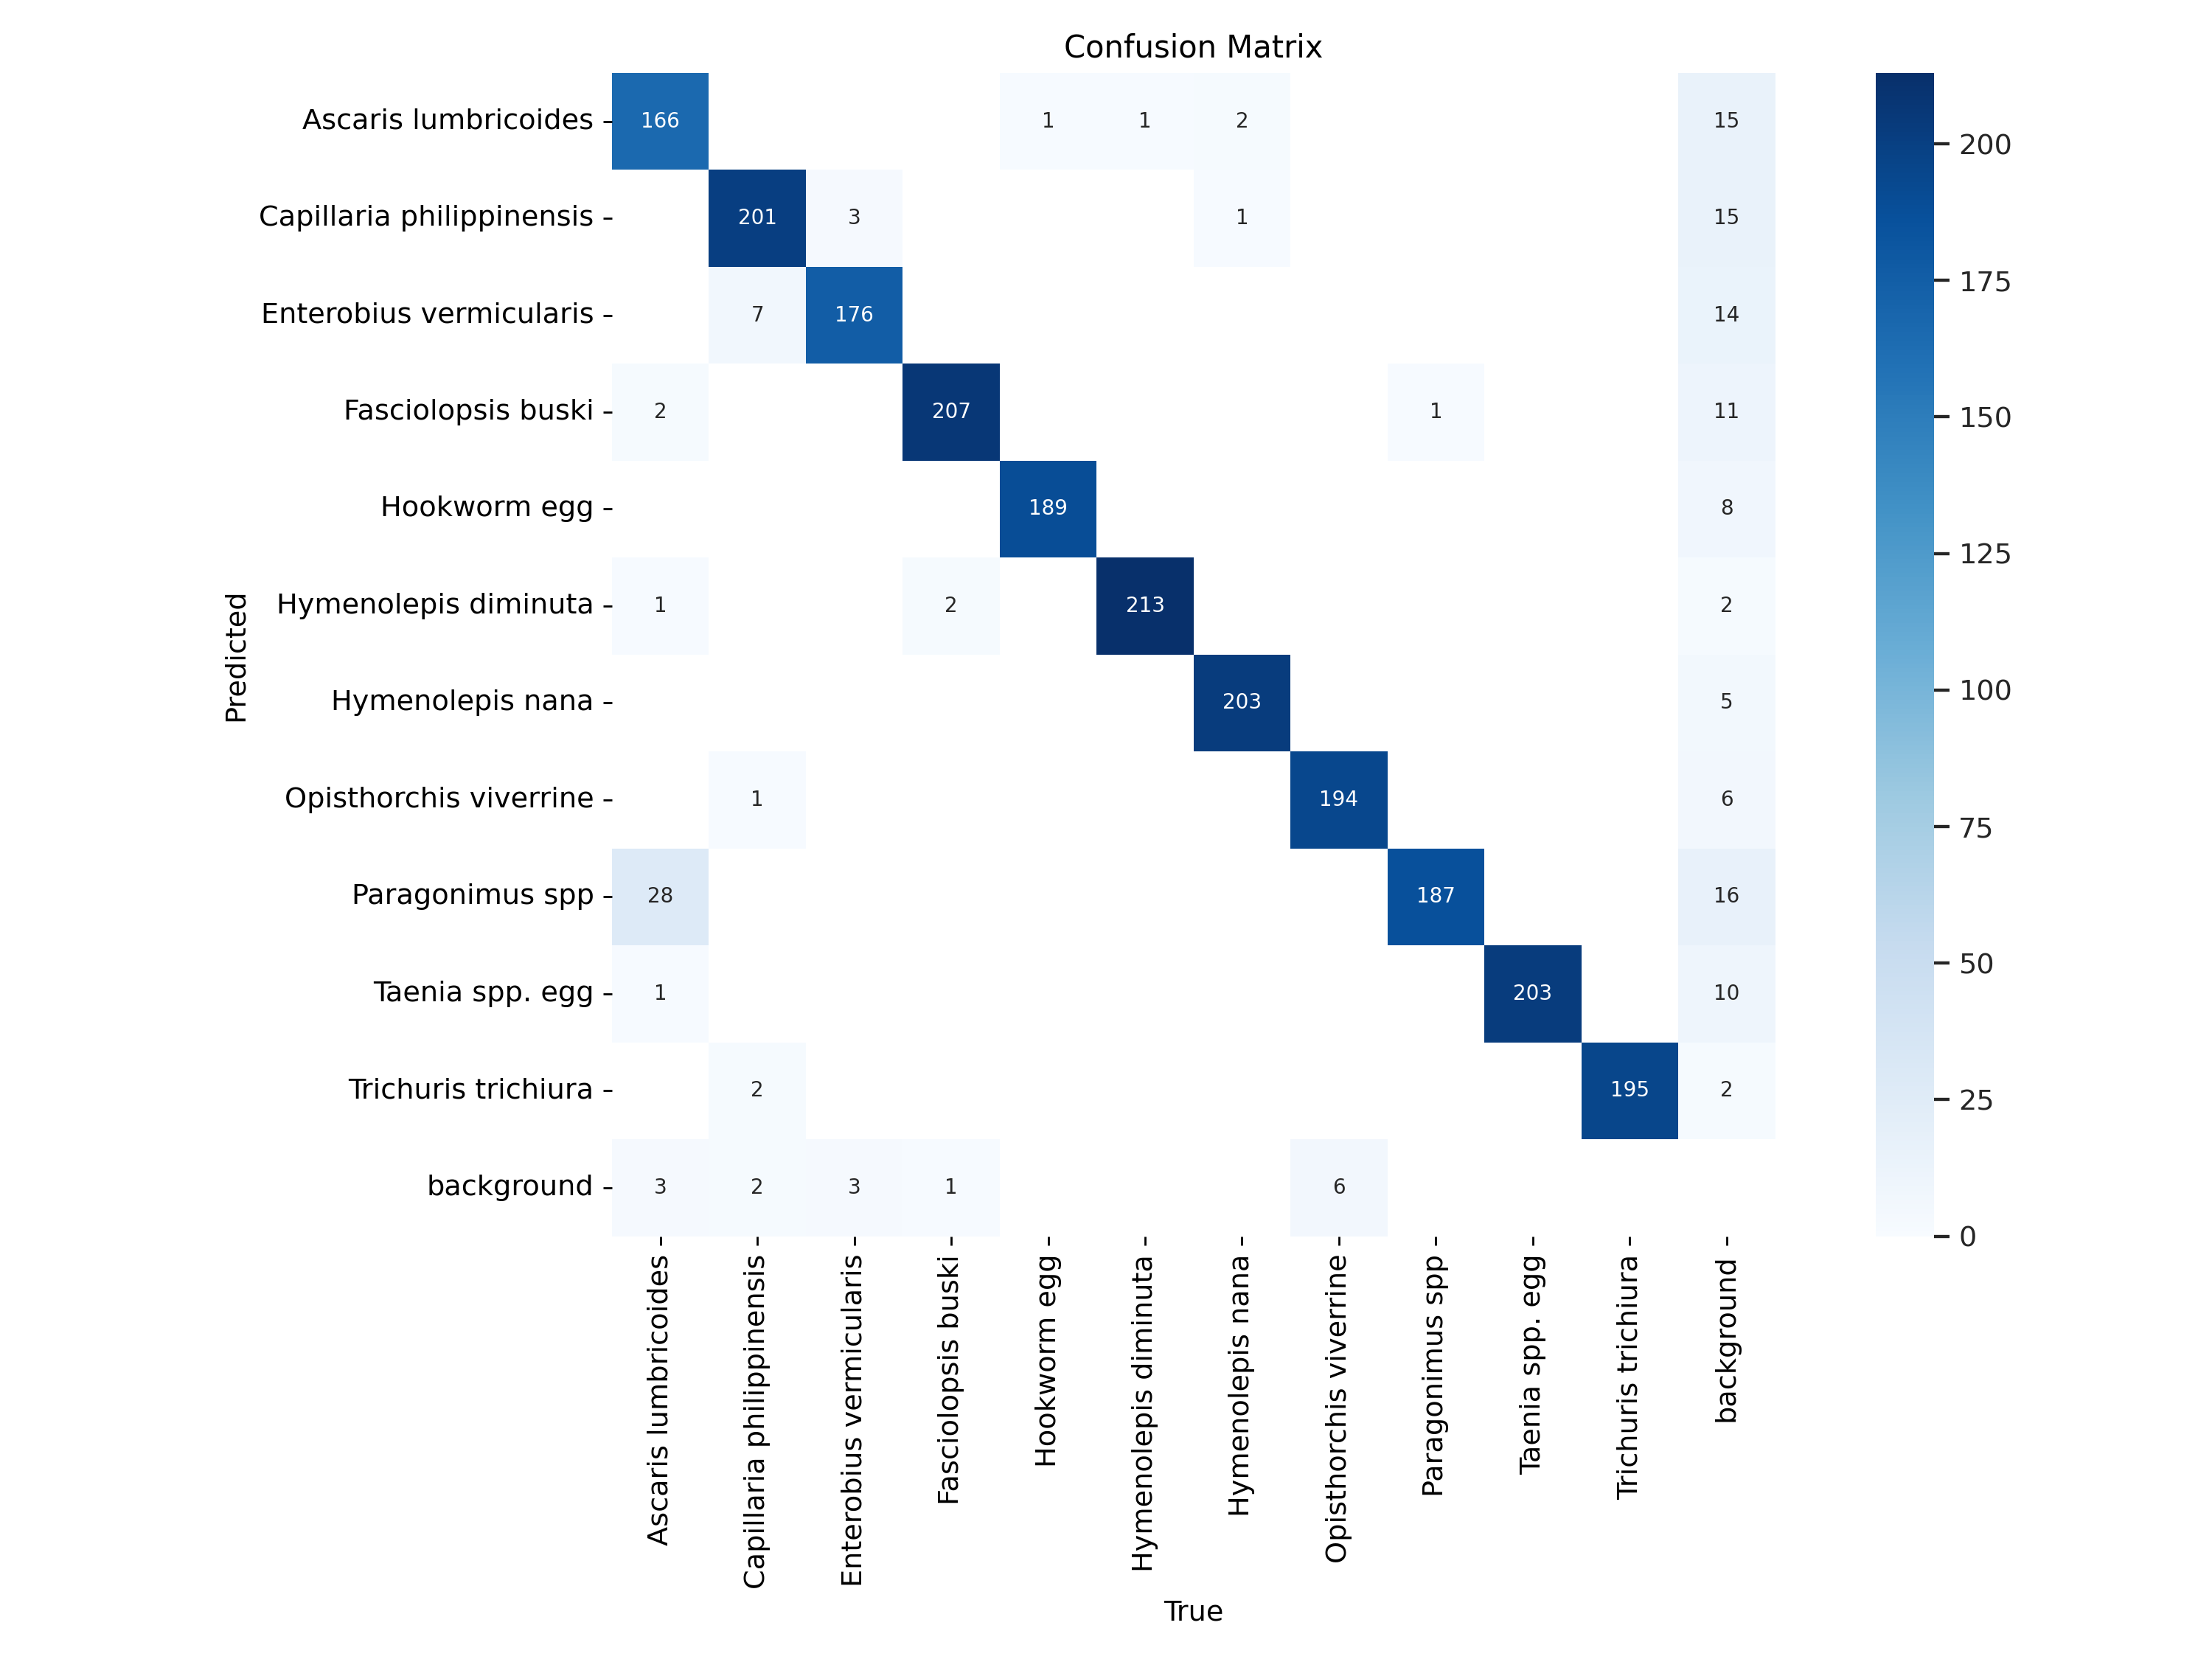 Confusion Matrix
Predicted
Ascaris lumbricoides 166 1 1 2 15
Capillaria philippinensis 201 3 1 15
Enterobius vermicularis 7 176 14
Fasciolopsis buski 2 207 1 11
Hookworm egg 189 8
Hymenolepis diminuta 1 2 213 2
Hymenolepis nana 203 5
Opisthorchis viverrine 1 194 6
Paragonimus spp 28 187 16
Taenia spp. egg 1 203 10
Trichuris trichiura 2 195 2
background 3 2 3 1 6
Ascaris lumbricoides
Capillaria philippinensis
Enterobius vermicularis
Fasciolopsis buski
Hookworm egg
Hymenolepis diminuta
Hymenolepis nana
Opisthorchis viverrine
Paragonimus spp
Taenia spp. egg
Trichuris trichiura
background
True
200
175
150
125
100
75
50
25
0